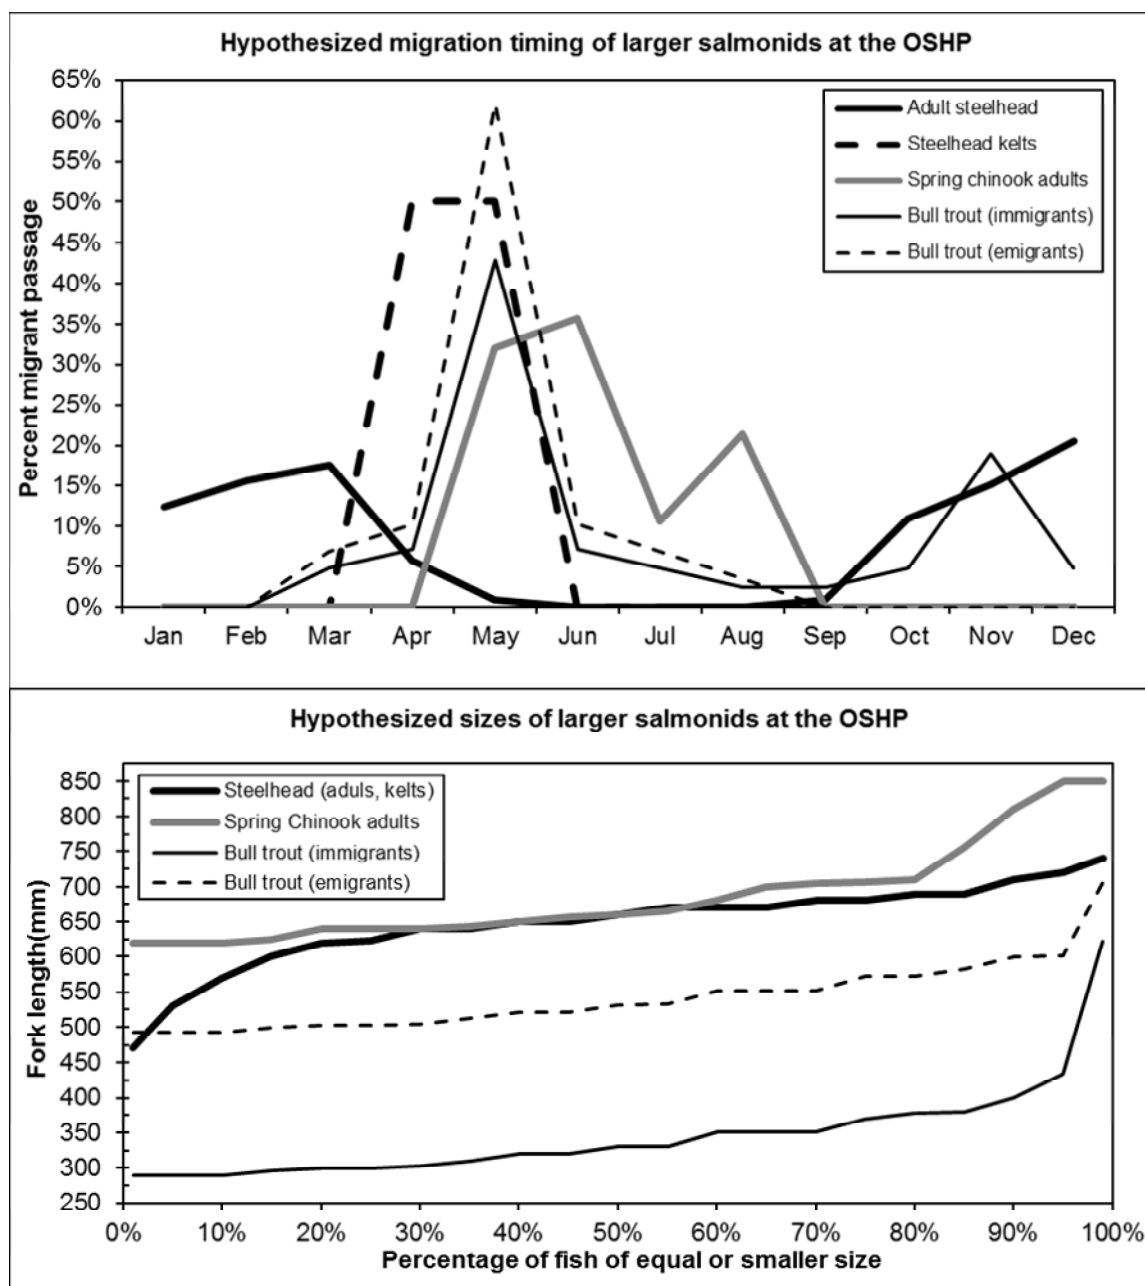 Hypothesized migration timing of larger salmonids at the OSHP
65%
60%
55%
50%
45%
40%
35%
30%
25%
20%
15%
10%
5%
0%
Percent migrant passage
Adult steelhead
Steelhead kelts
Spring chinook adults
Bull trout (immigrants)
Bull trout (emigrants)
Jan Feb Mar Apr May Jun Jul Aug Sep Oct Nov Dec
Hypothesized sizes of larger salmonids at the OSHP
850
800
750
700
650
600
550
500
450
400
350
300
250
Fork length(mm)
Steelhead (aduls, kelts)
Spring Chinook adults
Bull trout (immigrants)
Bull trout (emigrants)
0% 10% 20% 30% 40% 50% 60% 70% 80% 90% 100%
Percentage of fish of equal or smaller size